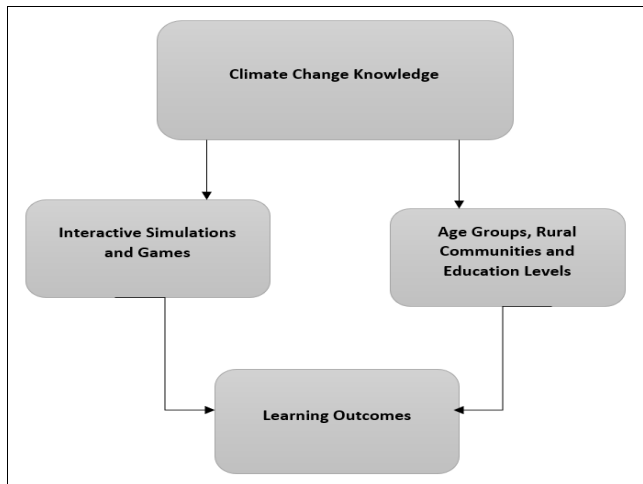 Climate Change Knowledge
Interactive Simulations
and Games
Age Groups, Rural
Communities and
Education Levels
Learning Outcomes